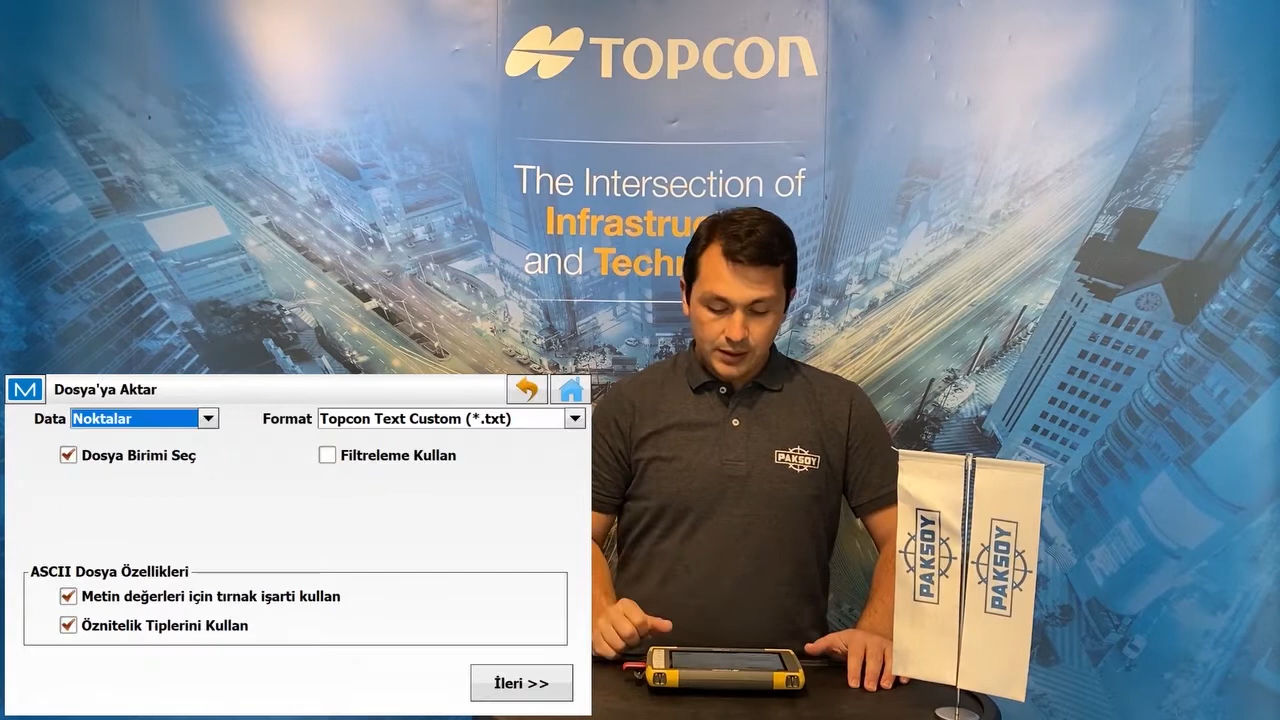 TOPCON
The Intersection of
Infrastruc
and Techn
Dosya'ya Aktar
Data Noktalar Format Topcon Text Custom (*.txt)
Dosya Birimi Seç Filtreleme Kullan
ASCII Dosya Özellikleri
Metin değerleri için tırnak işarti kullan
Öznitelik Tiplerini Kullan
İleri >>
PAKSOY
PAKSOY
PAKSOY